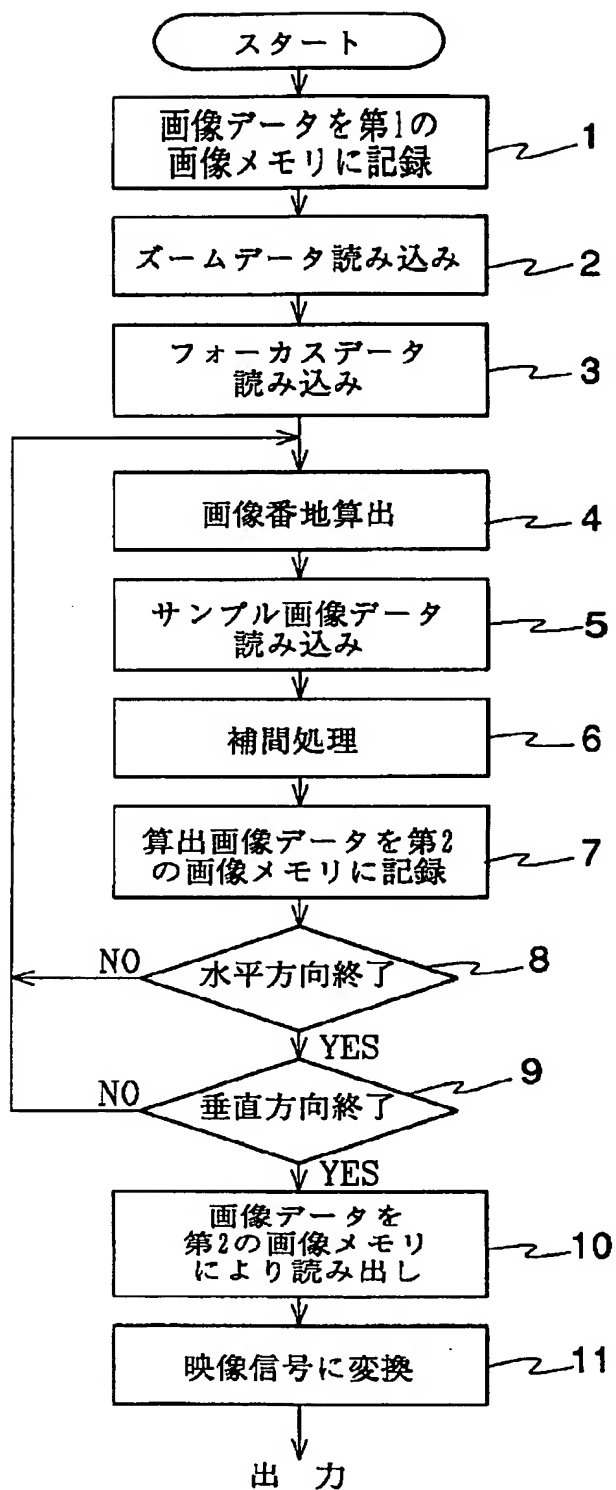 スタート
画像データを第1の
画像メモリに記録
1
ズームデータ読み込み
2
フォーカスデータ
読み込み
3
画像番地算出
4
サンプル画像データ
読み込み
5
補間処理
6
算出画像データを第2
の画像メモリに記録
7
NO
水平方向終了
8
YES
NO
垂直方向終了
9
YES
画像データを
第2の画像メモリ
により読み出し
10
映像信号に変換
11
出 力